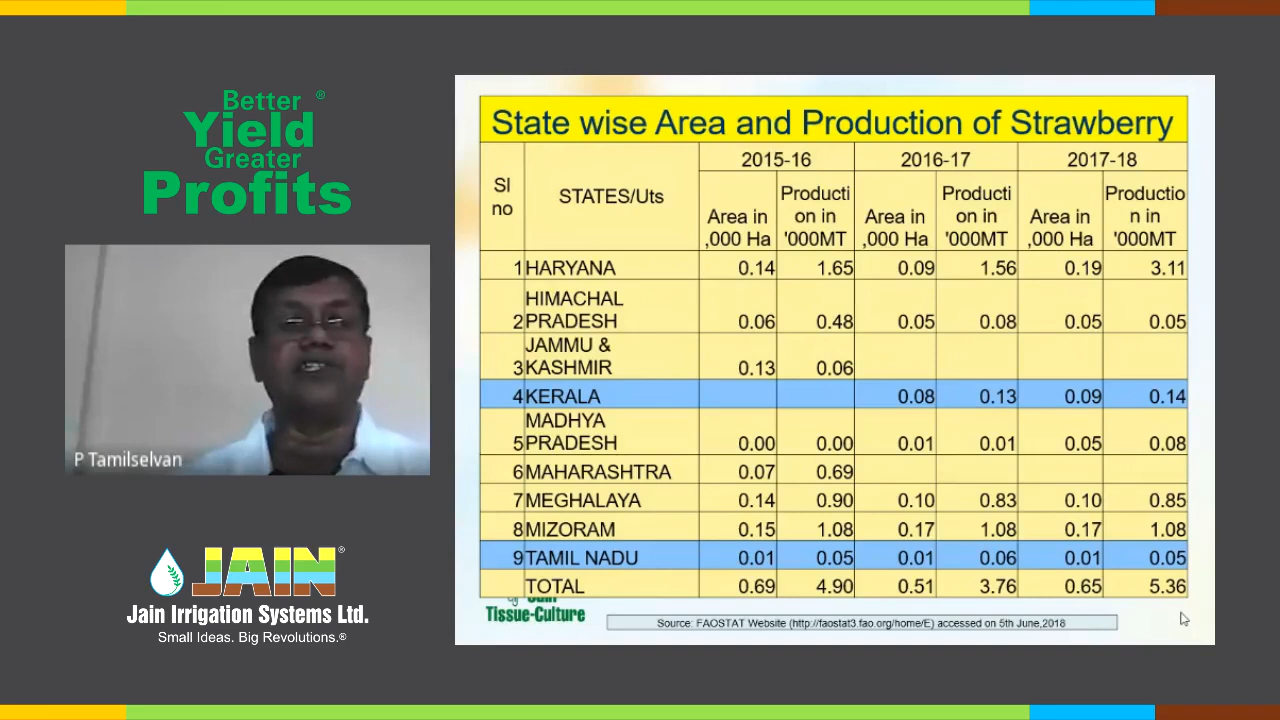 Better ®
Yield
Greater
Profits
P Tamilselvan
JAIN®
Jain Irrigation Systems Ltd.
Small Ideas. Big Revolutions.®
State wise Area and Production of Strawberry
Sl no STATES/Uts 2015-16 2016-17 2017-18
Area in ,000 Ha Producti on in '000MT Area in ,000 Ha Producti on in '000MT Area in ,000 Ha Productio n in '000MT
1 HARYANA 0.14 1.65 0.09 1.56 0.19 3.11
2 HIMACHAL PRADESH 0.06 0.48 0.05 0.08 0.05 0.05
3 JAMMU & KASHMIR 0.13 0.06
4 KERALA 0.08 0.13 0.09 0.14
5 MADHYA PRADESH 0.00 0.00 0.01 0.01 0.05 0.08
6 MAHARASHTRA 0.07 0.69
7 MEGHALAYA 0.14 0.90 0.10 0.83 0.10 0.85
8 MIZORAM 0.15 1.08 0.17 1.08 0.17 1.08
9 TAMIL NADU 0.01 0.05 0.01 0.06 0.01 0.05
TOTAL 0.69 4.90 0.51 3.76 0.65 5.36
Jain
Tissue-Culture
Source: FAOSTAT Website (http://faostat3.fao.org/home/E) accessed on 5th June,2018